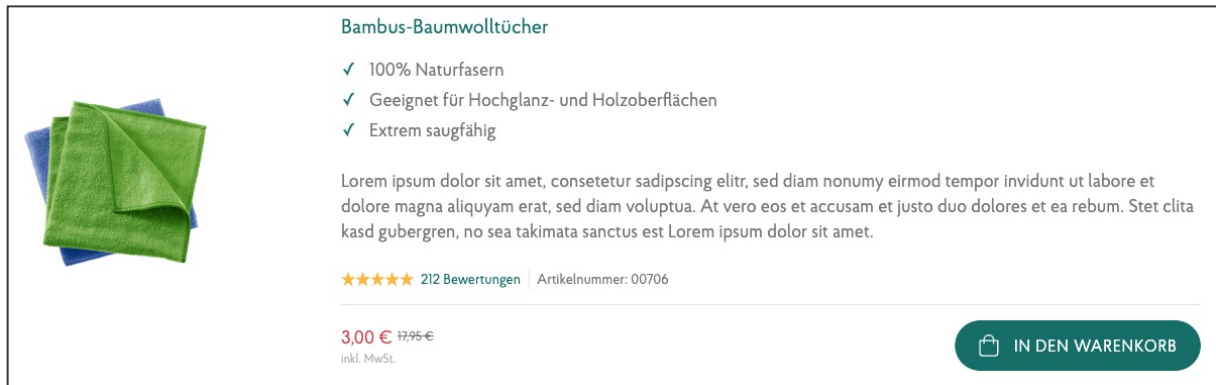 Bambus-Baumwolltücher
✓ 100% Naturfasern
✓ Geeignet für Hochglanz- und Holzoberflächen
✓ Extrem saugfähig
Lorem ipsum dolor sit amet, consetetur sadipscing elitr, sed diam nonumy eirmod tempor invidunt ut labore et
dolore magna aliquyam erat, sed diam voluptua. At vero eos et accusam et justo duo dolores et ea rebum. Stet clita
kasd gubergren, no sea takimata sanctus est Lorem ipsum dolor sit amet.
★★★★★ 212 Bewertungen | Artikelnummer: 00706
3,00 € 17,95 €
inkl. MwSt.
IN DEN WARENKORB